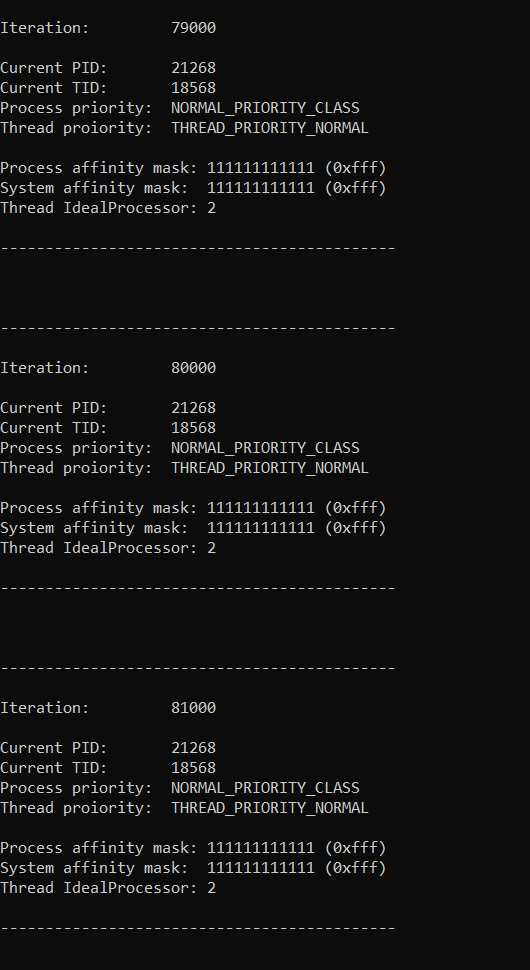 Iteration:         79000
Current PID:       21268
Current TID:       18568
Process priority:  NORMAL_PRIORITY_CLASS
Thread proiority:  THREAD_PRIORITY_NORMAL
Process affinity mask: 111111111111 (0xfff)
System affinity mask:  111111111111 (0xfff)
Thread IdealProcessor: 2
--------------------------------------------
--------------------------------------------
Iteration:         80000
Current PID:       21268
Current TID:       18568
Process priority:  NORMAL_PRIORITY_CLASS
Thread proiority:  THREAD_PRIORITY_NORMAL
Process affinity mask: 111111111111 (0xfff)
System affinity mask:  111111111111 (0xfff)
Thread IdealProcessor: 2
--------------------------------------------
--------------------------------------------
Iteration:         81000
Current PID:       21268
Current TID:       18568
Process priority:  NORMAL_PRIORITY_CLASS
Thread proiority:  THREAD_PRIORITY_NORMAL
Process affinity mask: 111111111111 (0xfff)
System affinity mask:  111111111111 (0xfff)
Thread IdealProcessor: 2
--------------------------------------------